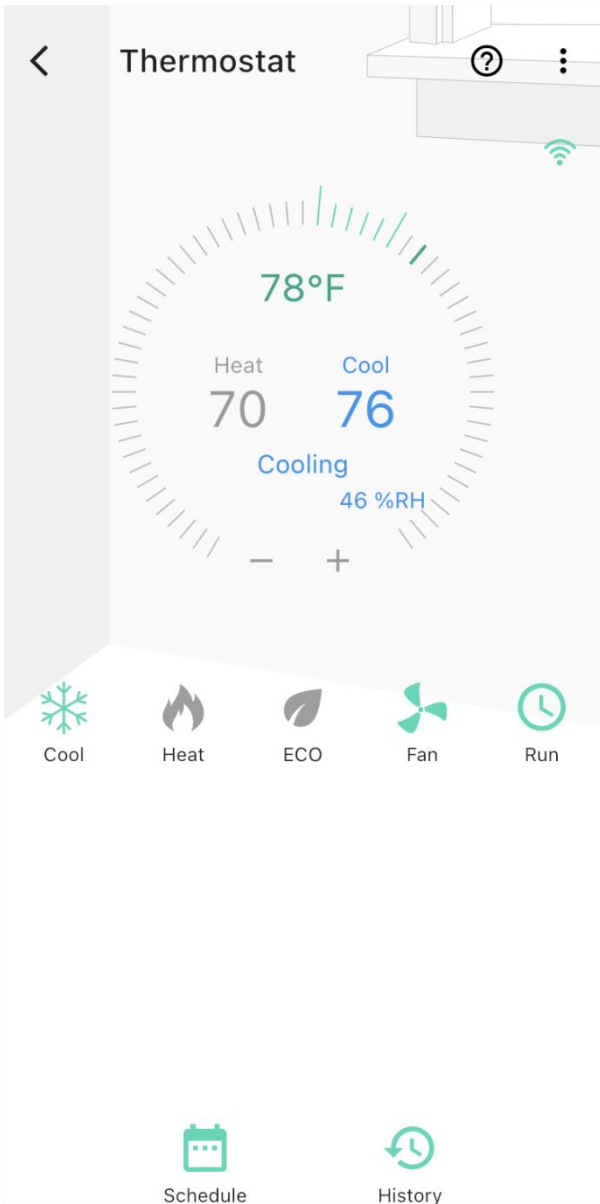 Thermostat
78°F
Heat Cool
70 76
Cooling
46 %RH
− +
Cool Heat ECO Fan Run
Schedule History